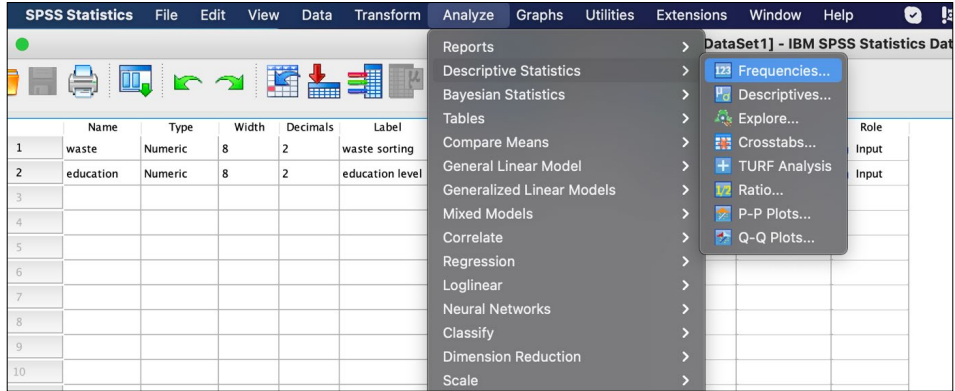 SPSS Statistics File Edit View Data Transform Analyze Graphs Utilities Extensions Window Help
DataSet1] - IBM SPSS Statistics Dat
Reports
Descriptive Statistics
Bayesian Statistics
Tables
Compare Means
General Linear Model
Generalized Linear Models
Mixed Models
Correlate
Regression
Loglinear
Neural Networks
Classify
Dimension Reduction
Scale
123 Frequencies...
Descriptives...
Explore...
Crosstabs...
TURF Analysis
1/2 Ratio...
P-P Plots...
Q-Q Plots...
Name Type Width Decimals Label Role
1 waste Numeric 8 2 waste sorting Input
2 education Numeric 8 2 education level Input
3
4
5
6
7
8
9
10